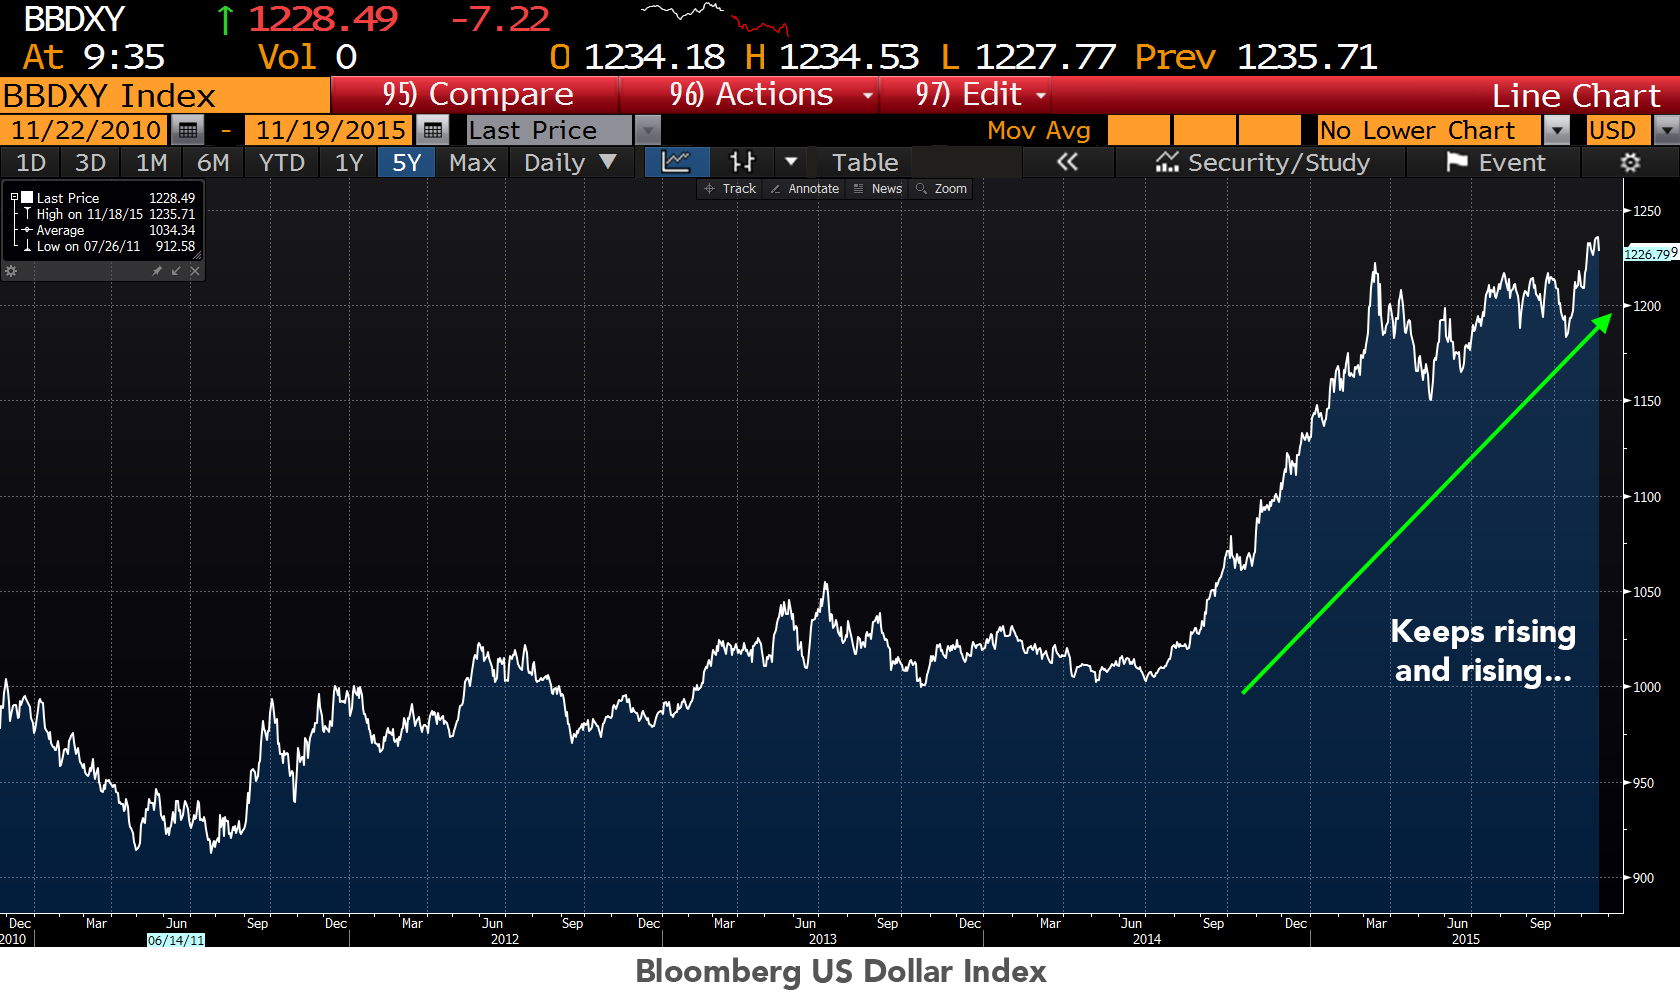 BBDXY ↑ 1228.49 -7.22
At 9:35 Vol 0 O 1234.18 H 1234.53 L 1227.77 Prev 1235.71
BBDXY Index 95) Compare 96) Actions 97) Edit Line Chart
11/22/2010 - 11/19/2015 Last Price Mov Avg No Lower Chart USD
1D 3D 1M 6M YTD 1Y 5Y Max Daily ▼ Table « Security/Study Event
Track Annotate News Zoom
Last Price 1228.49
High on 11/18/15 1235.71
Average 1034.34
Low on 07/26/11 912.58
1250
1226.79
1200
1150
1100
1050
1000
950
900
Keeps rising
and rising...
Dec Mar Jun Sep Dec Mar Jun Sep Dec Mar Jun Sep Dec Mar Jun Sep Dec Mar Jun Sep
2010 06/14/11 2012 2013 2014 2015
Bloomberg US Dollar Index